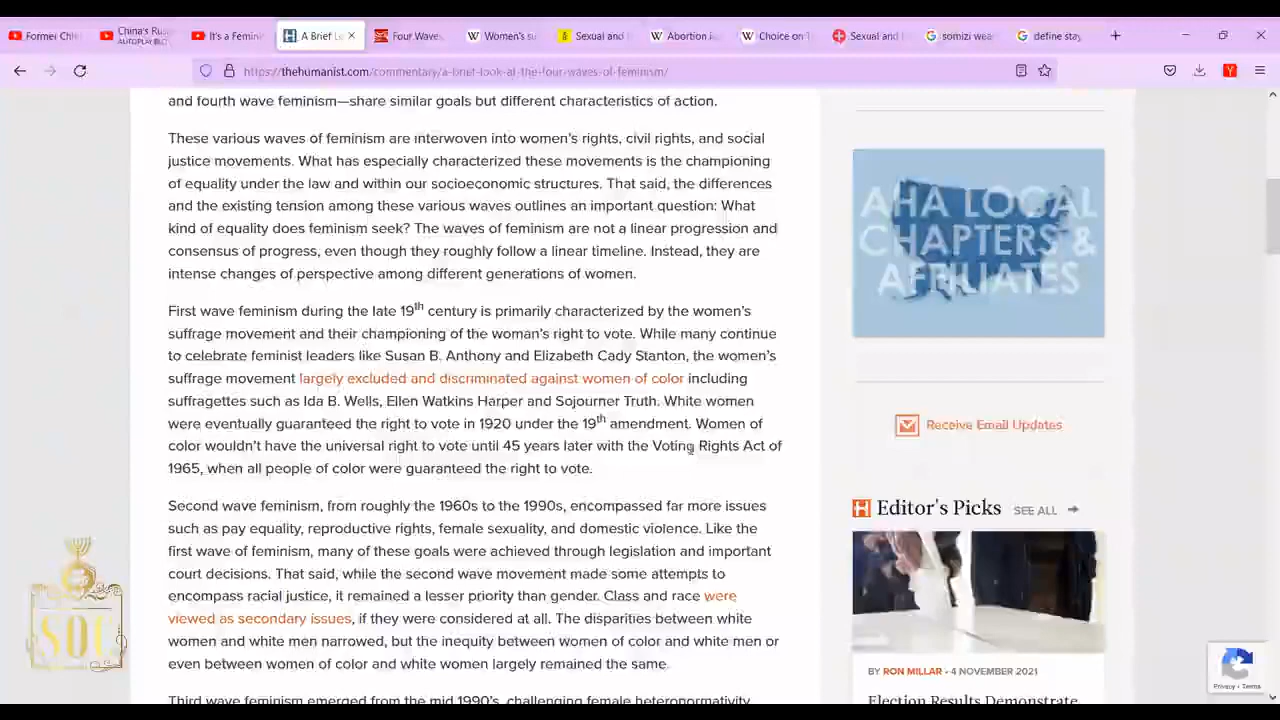 Former Ch
China's Rus
AUTOPLAY
It's a Femin
A Brief L
Four Wave
Women's su
Sexual and
Abortion i
Choice on T
Sexual and
somizi wea
define stay
https://thehumanist.com/commentary/a-brief-look-at-the-four-waves-of-feminism/
and fourth wave feminism—share similar goals but different characteristics of action.
These various waves of feminism are interwoven into women's rights, civil rights, and social
justice movements. What has especially characterized these movements is the championing
of equality under the law and within our socioeconomic structures. That said, the differences
and the existing tension among these various waves outlines an important question: What
kind of equality does feminism seek? The waves of feminism are not a linear progression and
consensus of progress, even though they roughly follow a linear timeline. Instead, they are
intense changes of perspective among different generations of women.
First wave feminism during the late 19th century is primarily characterized by the women's
suffrage movement and their championing of the woman's right to vote. While many continue
to celebrate feminist leaders like Susan B. Anthony and Elizabeth Cady Stanton, the women's
suffrage movement largely excluded and discriminated against women of color including
suffragettes such as Ida B. Wells, Ellen Watkins Harper and Sojourner Truth. White women
were eventually guaranteed the right to vote in 1920 under the 19th amendment. Women of
color wouldn't have the universal right to vote until 45 years later with the Voting Rights Act of
1965, when all people of color were guaranteed the right to vote.
Second wave feminism, from roughly the 1960s to the 1990s, encompassed far more issues
such as pay equality, reproductive rights, female sexuality, and domestic violence. Like the
first wave of feminism, many of these goals were achieved through legislation and important
court decisions. That said, while the second wave movement made some attempts to
encompass racial justice, it remained a lesser priority than gender. Class and race were
viewed as secondary issues, if they were considered at all. The disparities between white
women and white men narrowed, but the inequity between women of color and white men or
even between women of color and white women largely remained the same.
Third wave feminism emerged from the mid 1990's, challenging female heteronormativity
AHA LOCAL
CHAPTERS &
AFFILIATES
Receive Email Updates
H Editor's Picks SEE ALL
BY RON MILLAR • 4 NOVEMBER 2021
Election Results Demonstrate
SOC
Privacy • Terms